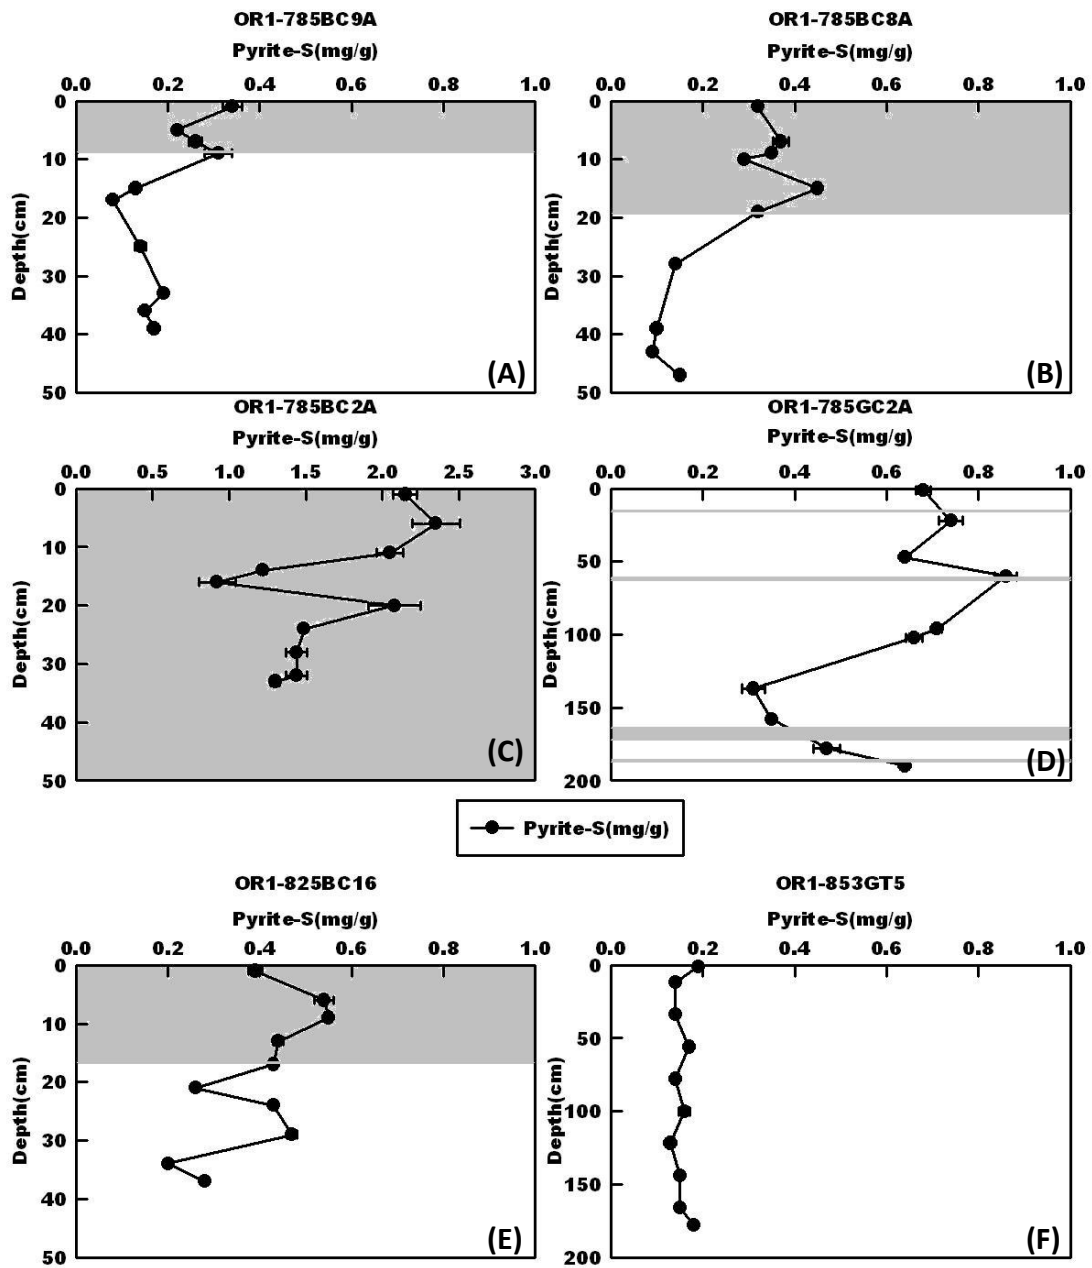 OR1-785BC9A
Pyrite-S(mg/g)
0.0 0.2 0.4 0.6 0.8 1.0
0
10
20
30
40
50
Depth(cm)
(A)
OR1-785BC8A
Pyrite-S(mg/g)
0.0 0.2 0.4 0.6 0.8 1.0
0
10
20
30
40
50
Depth(cm)
(B)
OR1-785BC2A
Pyrite-S(mg/g)
0.0 0.5 1.0 1.5 2.0 2.5 3.0
0
10
20
30
40
50
Depth(cm)
(C)
OR1-785GC2A
Pyrite-S(mg/g)
0.0 0.2 0.4 0.6 0.8 1.0
0
50
100
150
200
Depth(cm)
(D)
Pyrite-S(mg/g)
OR1-825BC16
Pyrite-S(mg/g)
0.0 0.2 0.4 0.6 0.8 1.0
0
10
20
30
40
50
Depth(cm)
(E)
OR1-853GT5
Pyrite-S(mg/g)
0.0 0.2 0.4 0.6 0.8 1.0
0
50
100
150
200
Depth(cm)
(F)